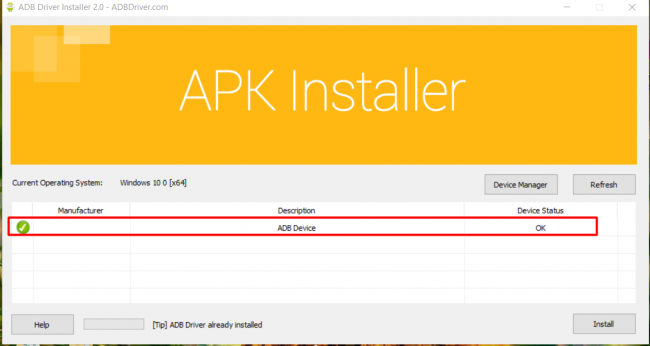 ADB Driver Installer 2.0 - ADBDriver.com
APK Installer
Current Operating System: Windows 10 0 [x64]
Device Manager
Refresh
Manufacturer Description Device Status
ADB Device OK
Help
[Tip] ADB Driver already installed
Install